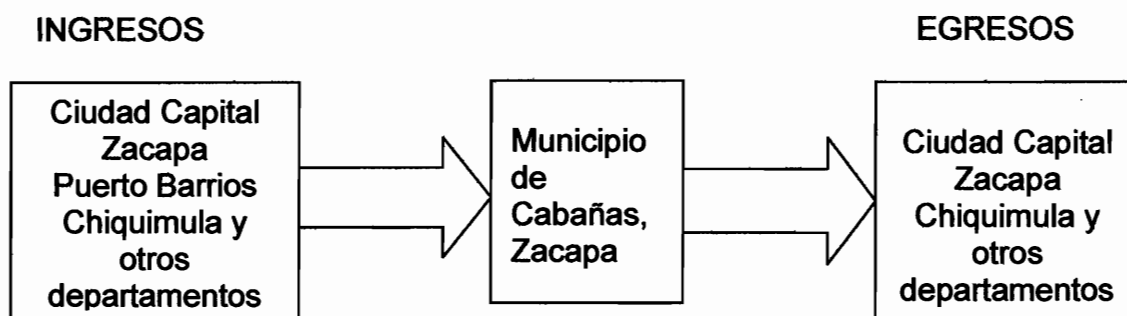 INGRESOS
EGRESOS
Ciudad Capital
Zacapa
Puerto Barrios
Chiquimula y
otros
departamentos
Municipio
de
Cabañas,
Zacapa
Ciudad Capital
Zacapa
Chiquimula y
otros
departamentos